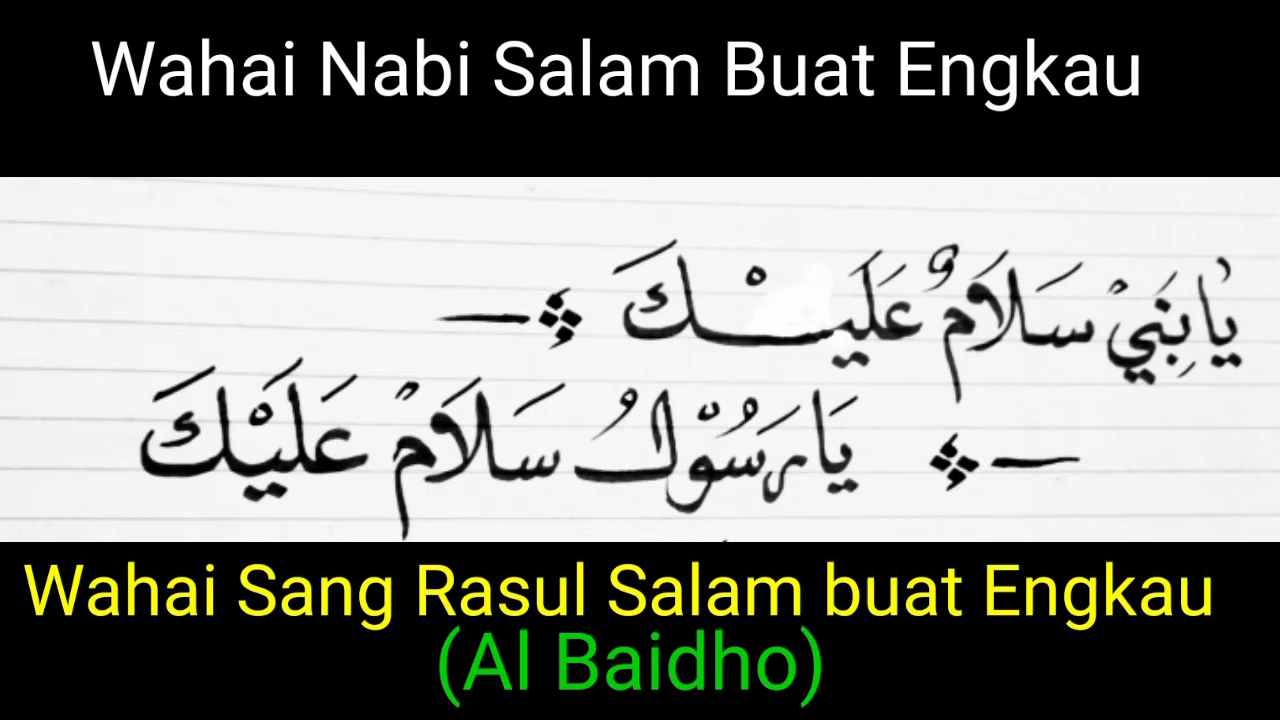 Wahai Nabi Salam Buat Engkau
يٰا نَبِيْ سَلَامٌ عَلَيْكَ
يَا رَسُوْلُ سَلَامْ عَلَيْكَ
Wahai Sang Rasul Salam buat Engkau
(Al Baidho)